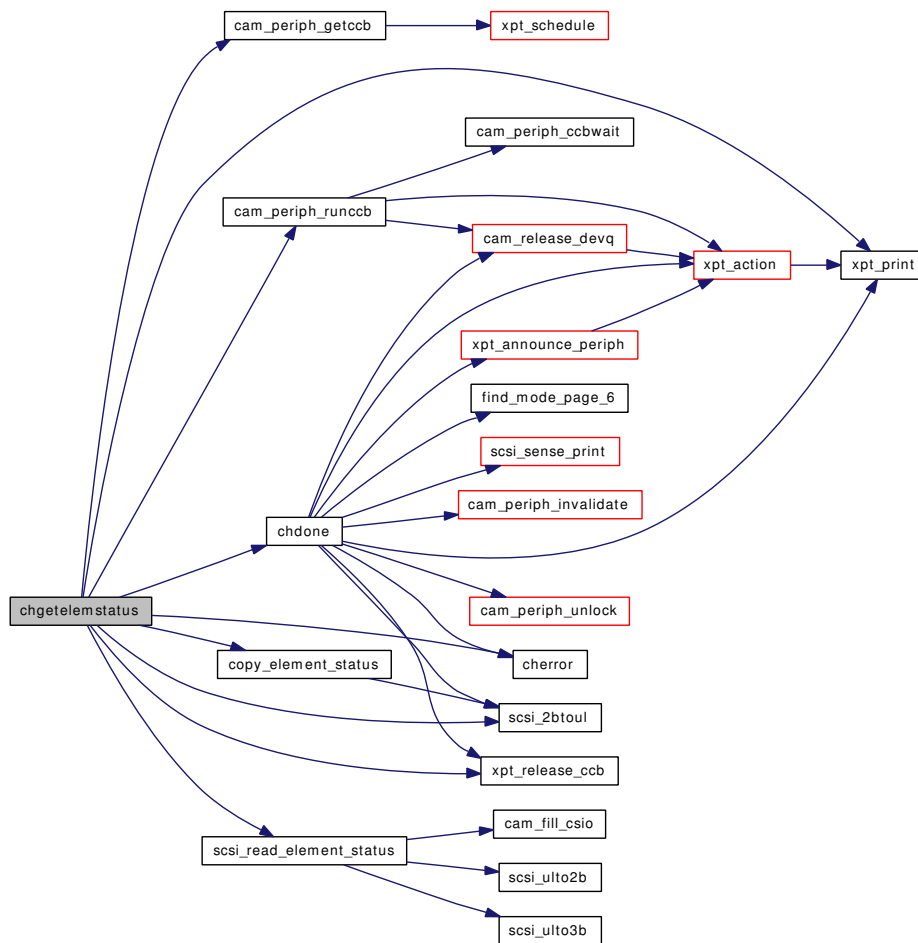 cam_periph_getccb
xpt_schedule
cam_periph_ccbwait
cam_periph_runccb
cam_release_devq
xpt_action
xpt_print
xpt_announce_periph
find_mode_page_6
scsi_sense_print
cam_periph_invalidate
chdone
chgetelemstatus
cam_periph_unlock
copy_element_status
cherror
scsi_2btoul
xpt_release_ccb
cam_fill_csio
scsi_read_element_status
scsi_ulto2b
scsi_ulto3b